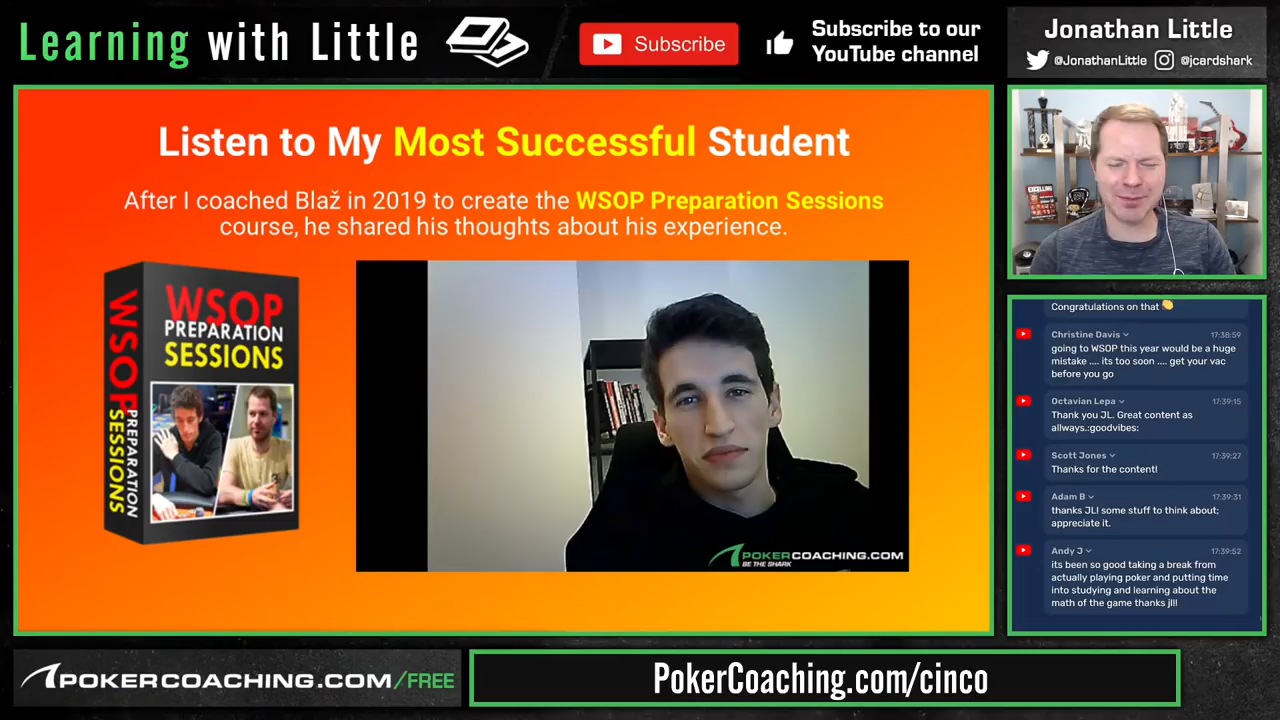 Learning with Little
Subscribe
Subscribe to our
YouTube channel
Jonathan Little
@JonathanLittle
@jcardshark
Listen to My Most Successful Student
After I coached Blaž in 2019 to create the WSOP Preparation Sessions
course, he shared his thoughts about his experience.
WSOP
PREPARATION
SESSIONS
WSOP
PREPARATION
SESSIONS
POKERCOACHING.COM
BE THE SHARK
EXCELLING
Congratulations on that 👏
Christine Davis
17:38:59
going to WSOP this year would be a huge
mistake .... its too soon .... get your vac
before you go
Octavian Lepa
17:39:15
Thank you JL. Great content as
allways.:goodvibes:
Scott Jones
17:39:27
Thanks for the content!
Adam B
17:39:31
thanks JL! some stuff to think about;
appreciate it.
Andy J
17:39:52
its been so good taking a break from
actually playing poker and putting time
into studying and learning about the
math of the game thanks jl!!
POKERCOACHING.COM/FREE
PokerCoaching.com/cinco